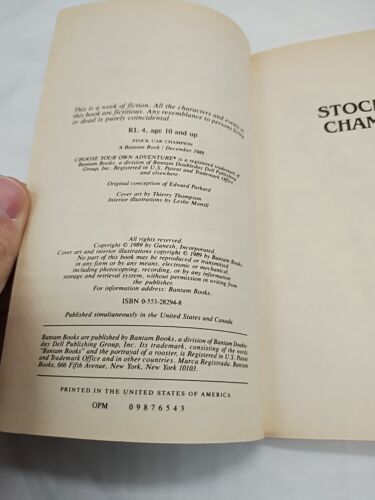 This is a work of fiction. All the characters and events in
this book are fictitious. Any resemblance to persons living
or dead is purely coincidental.
RL 4, age 10 and up
STOCK CAR CHAMPION
A Bantam Book / December 1989
CHOOSE YOUR OWN ADVENTURE® is a registered trademark of
Bantam Books, a division of Bantam Doubleday Dell Publishing
Group, Inc. Registered in U.S. Patent and Trademark Office
and elsewhere.
Original conception of Edward Packard
Cover art by Thierry Thompson
Interior illustrations by Leslie Morrill
All rights reserved.
Copyright © 1989 by Ganesh, Incorporated.
Cover art and interior illustrations copyright © 1989 by Bantam Books.
No part of this book may be reproduced or transmitted
in any form or by any means, electronic or mechanical,
including photocopying, recording, or by any information
storage and retrieval system, without permission in writing from
the publisher.
For information address: Bantam Books.
ISBN 0-553-28294-8
Published simultaneously in the United States and Canada
Bantam Books are published by Bantam Books, a division of Bantam Double-
day Dell Publishing Group, Inc. Its trademark, consisting of the words
"Bantam Books" and the portrayal of a rooster, is Registered in U.S. Patent
and Trademark Office and in other countries. Marca Registrada. Bantam
Books, 666 Fifth Avenue, New York, New York 10103.
PRINTED IN THE UNITED STATES OF AMERICA
OPM 0 9 8 7 6 5 4 3
STOCK
CHAM